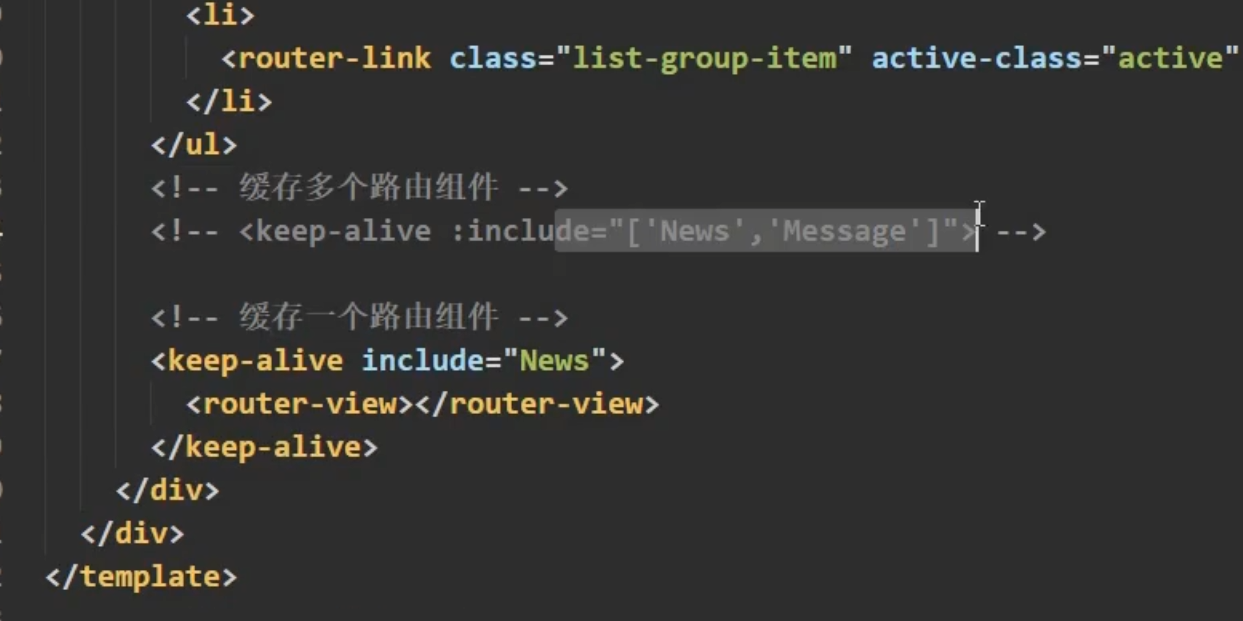 <li>
<router-link class="list-group-item" active-class="active"
</li>
</ul>
<!-- 缓存多个路由组件 -->
<!-- <keep-alive :include="['News','Message']"> -->
<!-- 缓存一个路由组件 -->
<keep-alive include="News">
<router-view></router-view>
</keep-alive>
</div>
</div>
</template>